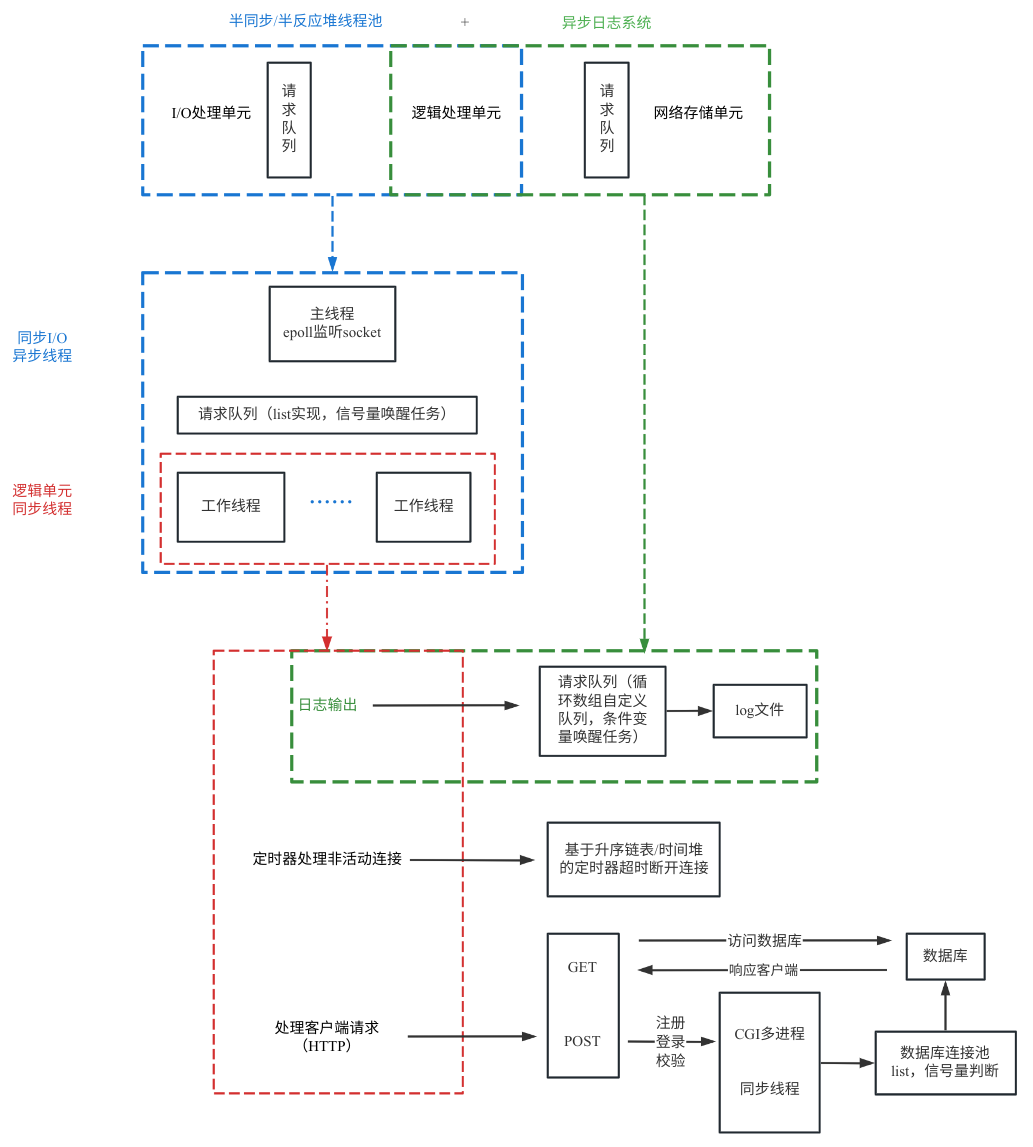 半同步/半反应堆线程池
+
异步日志系统
I/O处理单元
请
求
队
列
逻辑处理单元
请
求
队
列
网络存储单元
主线程
epoll监听socket
同步I/O
异步线程
请求队列（list实现，信号量唤醒任务）
逻辑单元
同步线程
工作线程
······
工作线程
日志输出
请求队列（循
环数组自定义
队列，条件变
量唤醒任务）
log文件
定时器处理非活动连接
基于升序链表/时间堆
的定时器超时断开连接
处理客户端请求
（HTTP）
GET
POST
访问数据库
响应客户端
数据库
注册
登录
校验
CGI多进程
同步线程
数据库连接池
list，信号量判断